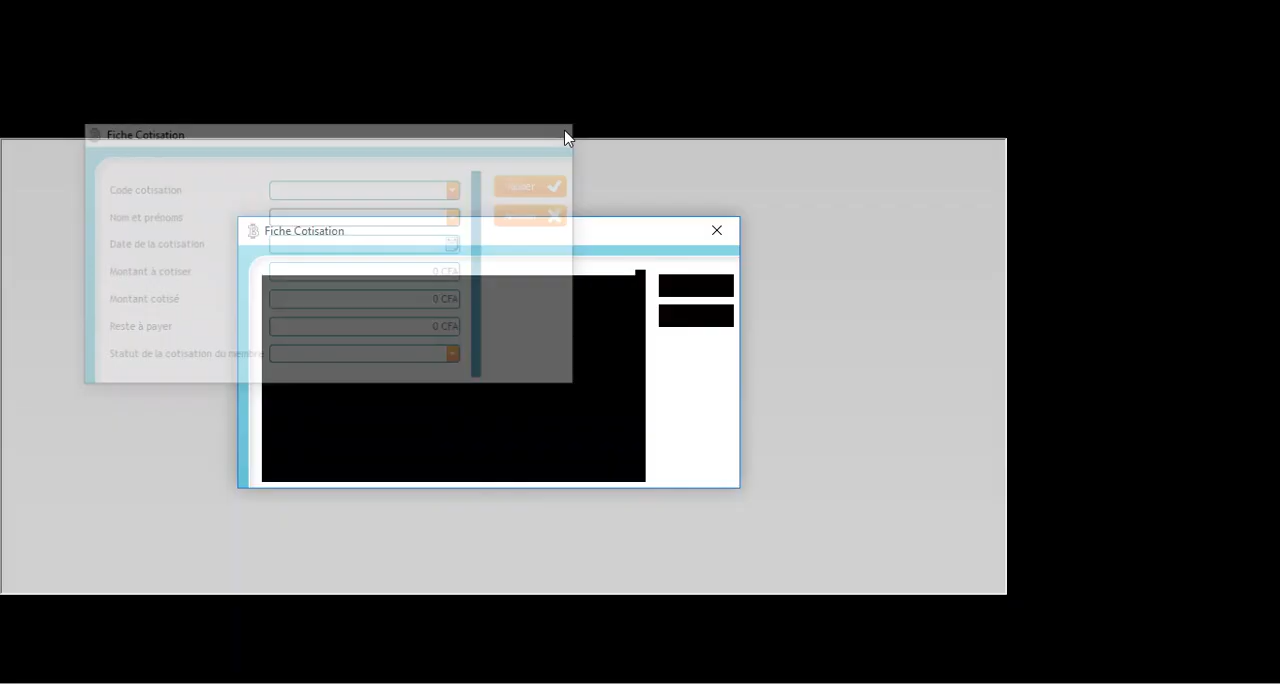 Fiche Cotisation
Code cotisation
Nom et prénoms
Date de la cotisation
Montant à cotiser 0 CFA
Montant cotisé 0 CFA
Reste à payer 0 CFA
Statut de la cotisation du membre
Fiche Cotisation